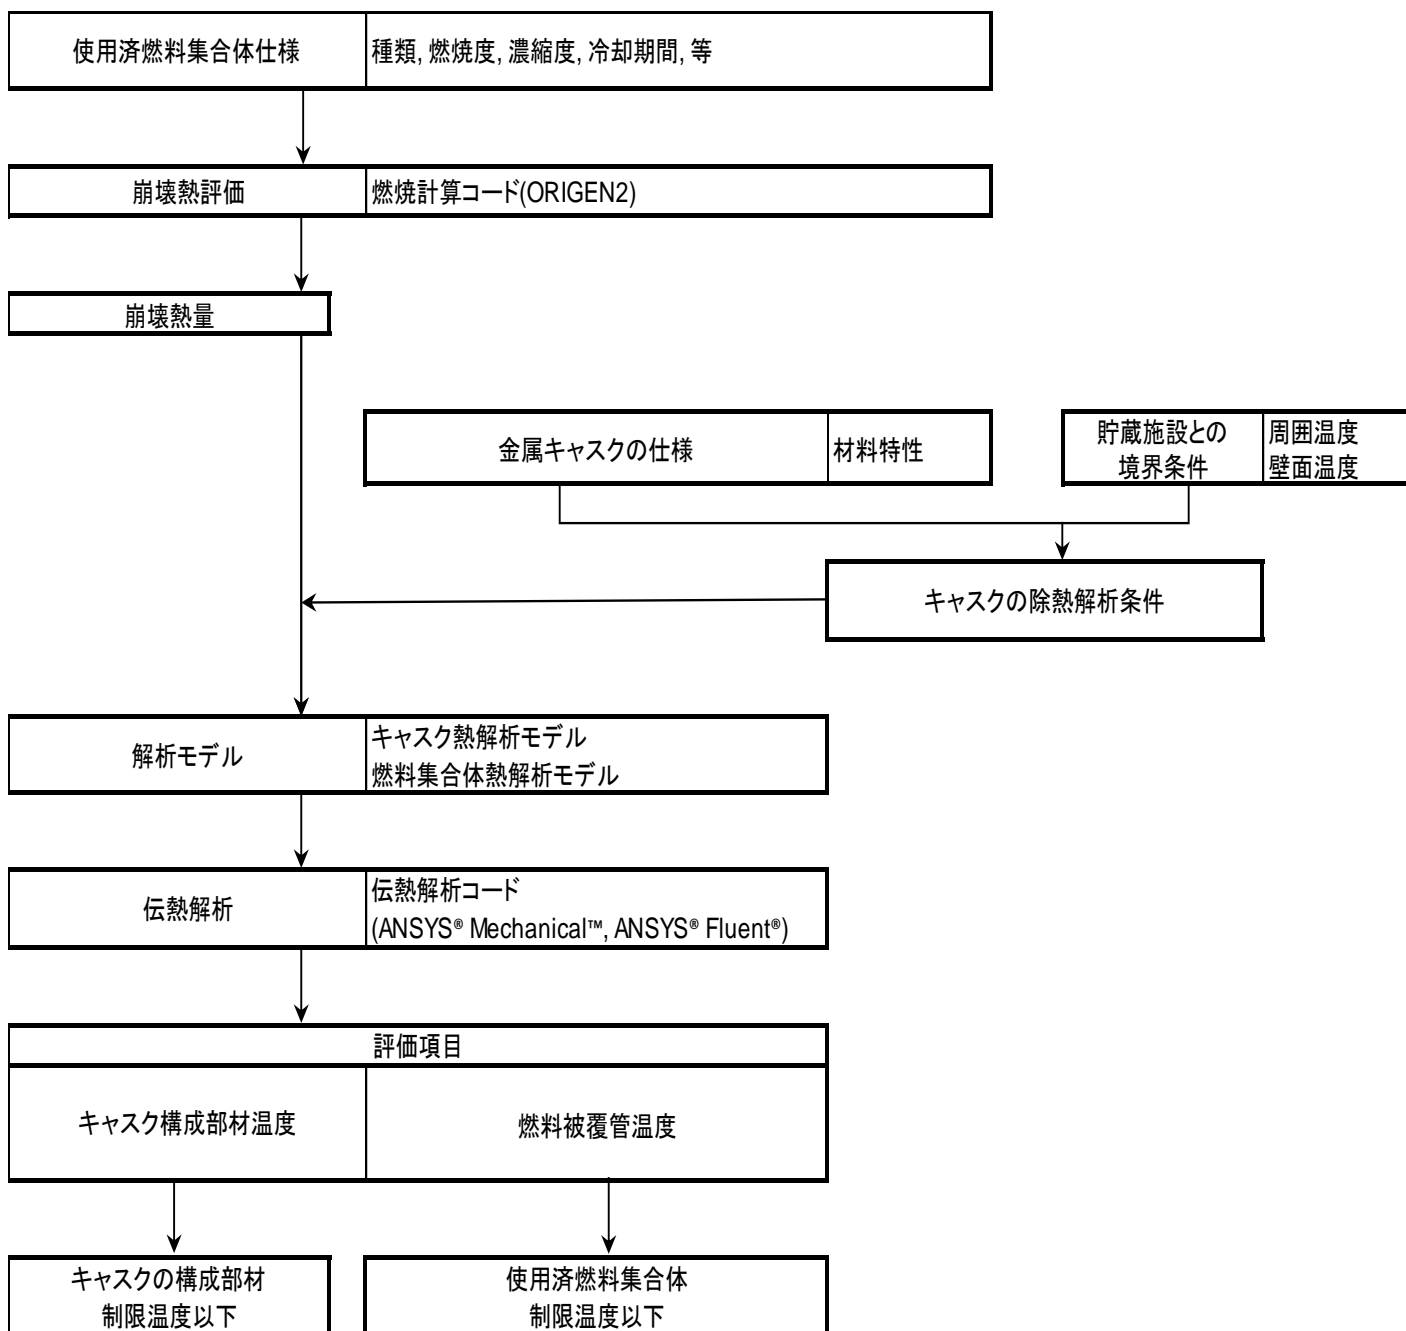 使用済燃料集合体仕様
種類, 燃焼度, 濃縮度, 冷却期間, 等
崩壊熱評価
燃焼計算コード(ORIGEN2)
崩壊熱量
金属キャスクの仕様
材料特性
貯蔵施設との
境界条件
周囲温度
壁面温度
キャスクの除熱解析条件
解析モデル
キャスク熱解析モデル
燃料集合体熱解析モデル
伝熱解析
伝熱解析コード
(ANSYS® Mechanical™, ANSYS® Fluent®)
評価項目
キャスク構成部材温度
燃料被覆管温度
キャスクの構成部材
制限温度以下
使用済燃料集合体
制限温度以下